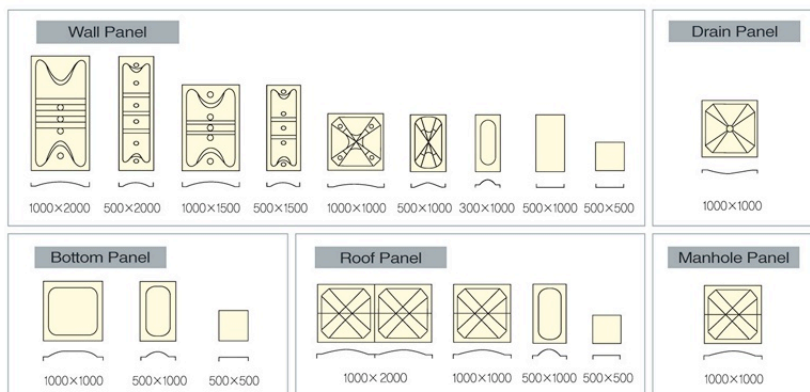 Wall Panel
1000×2000 500×2000 1000×1500 500×1500 1000×1000 500×1000 300×1000 500×1000 500×500
Drain Panel
1000×1000
Bottom Panel
1000×1000 500×1000 500×500
Roof Panel
1000×2000 1000×1000 500×1000 500×500
Manhole Panel
1000×1000